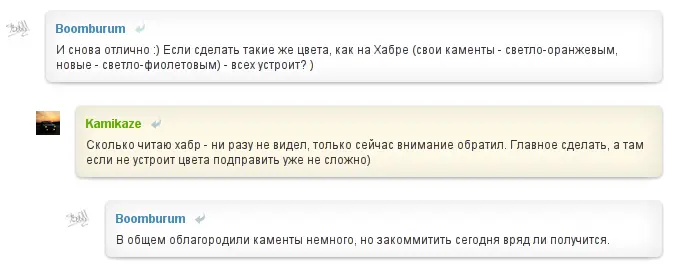 Boomburum
И снова отлично :) Если сделать такие же цвета, как на Хабре (свои каменты - светло-оранжевым,
новые - светло-фиолетовым) - всех устроит? )
Kamikaze
Сколько читаю хабр - ни разу не видел, только сейчас внимание обратил. Главное сделать, а там
если не устроит цвета подправить уже не сложно)
Boomburum
В общем облагородили каменты немного, но закоммитить сегодня вряд ли получится.